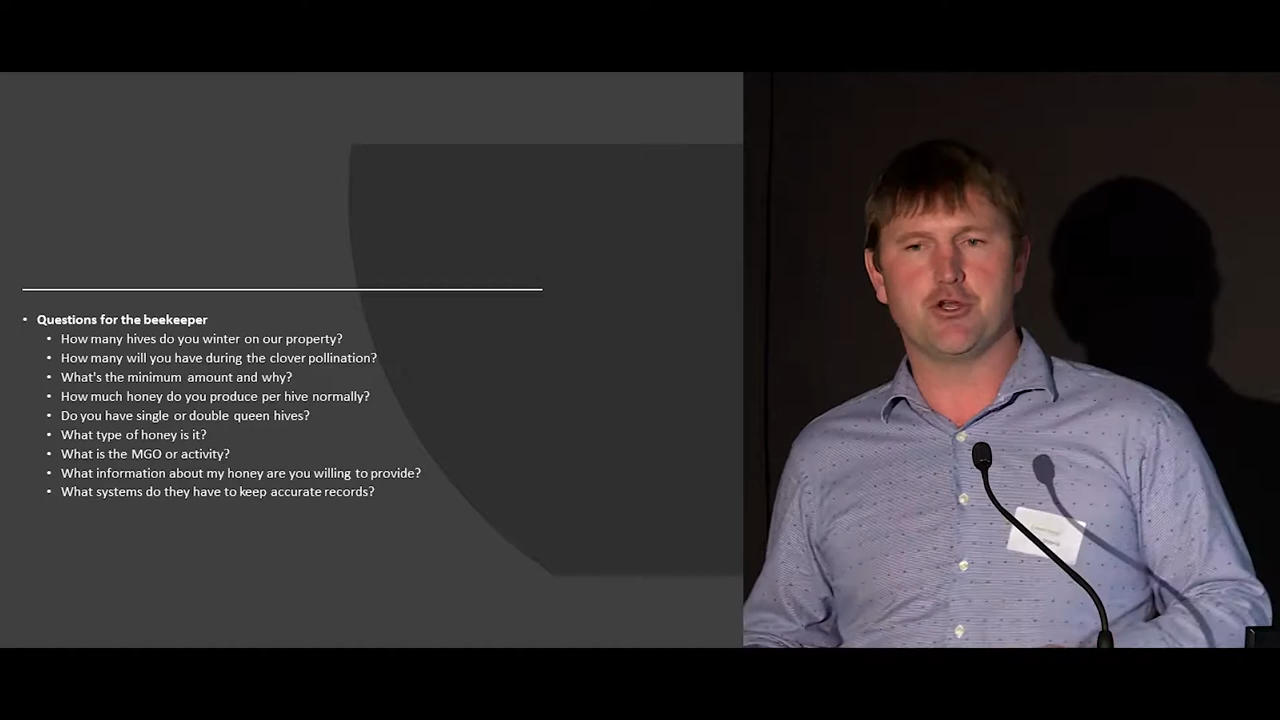 • Questions for the beekeeper
• How many hives do you winter on our property?
• How many will you have during the clover pollination?
• What's the minimum amount and why?
• How much honey do you produce per hive normally?
• Do you have single or double queen hives?
• What type of honey is it?
• What is the MGO or activity?
• What information about my honey are you willing to provide?
• What systems do they have to keep accurate records?